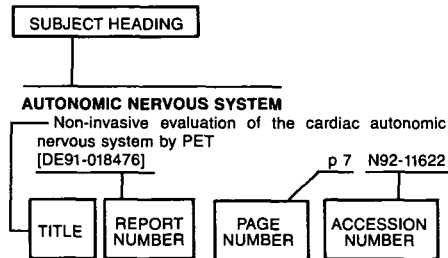 SUBJECT HEADING
AUTONOMIC NERVOUS SYSTEM
Non-invasive evaluation of the cardiac autonomic
nervous system by PET
[DE91-018476] p 7 N92-11622
TITLE
REPORT NUMBER
PAGE NUMBER
ACCESSION NUMBER